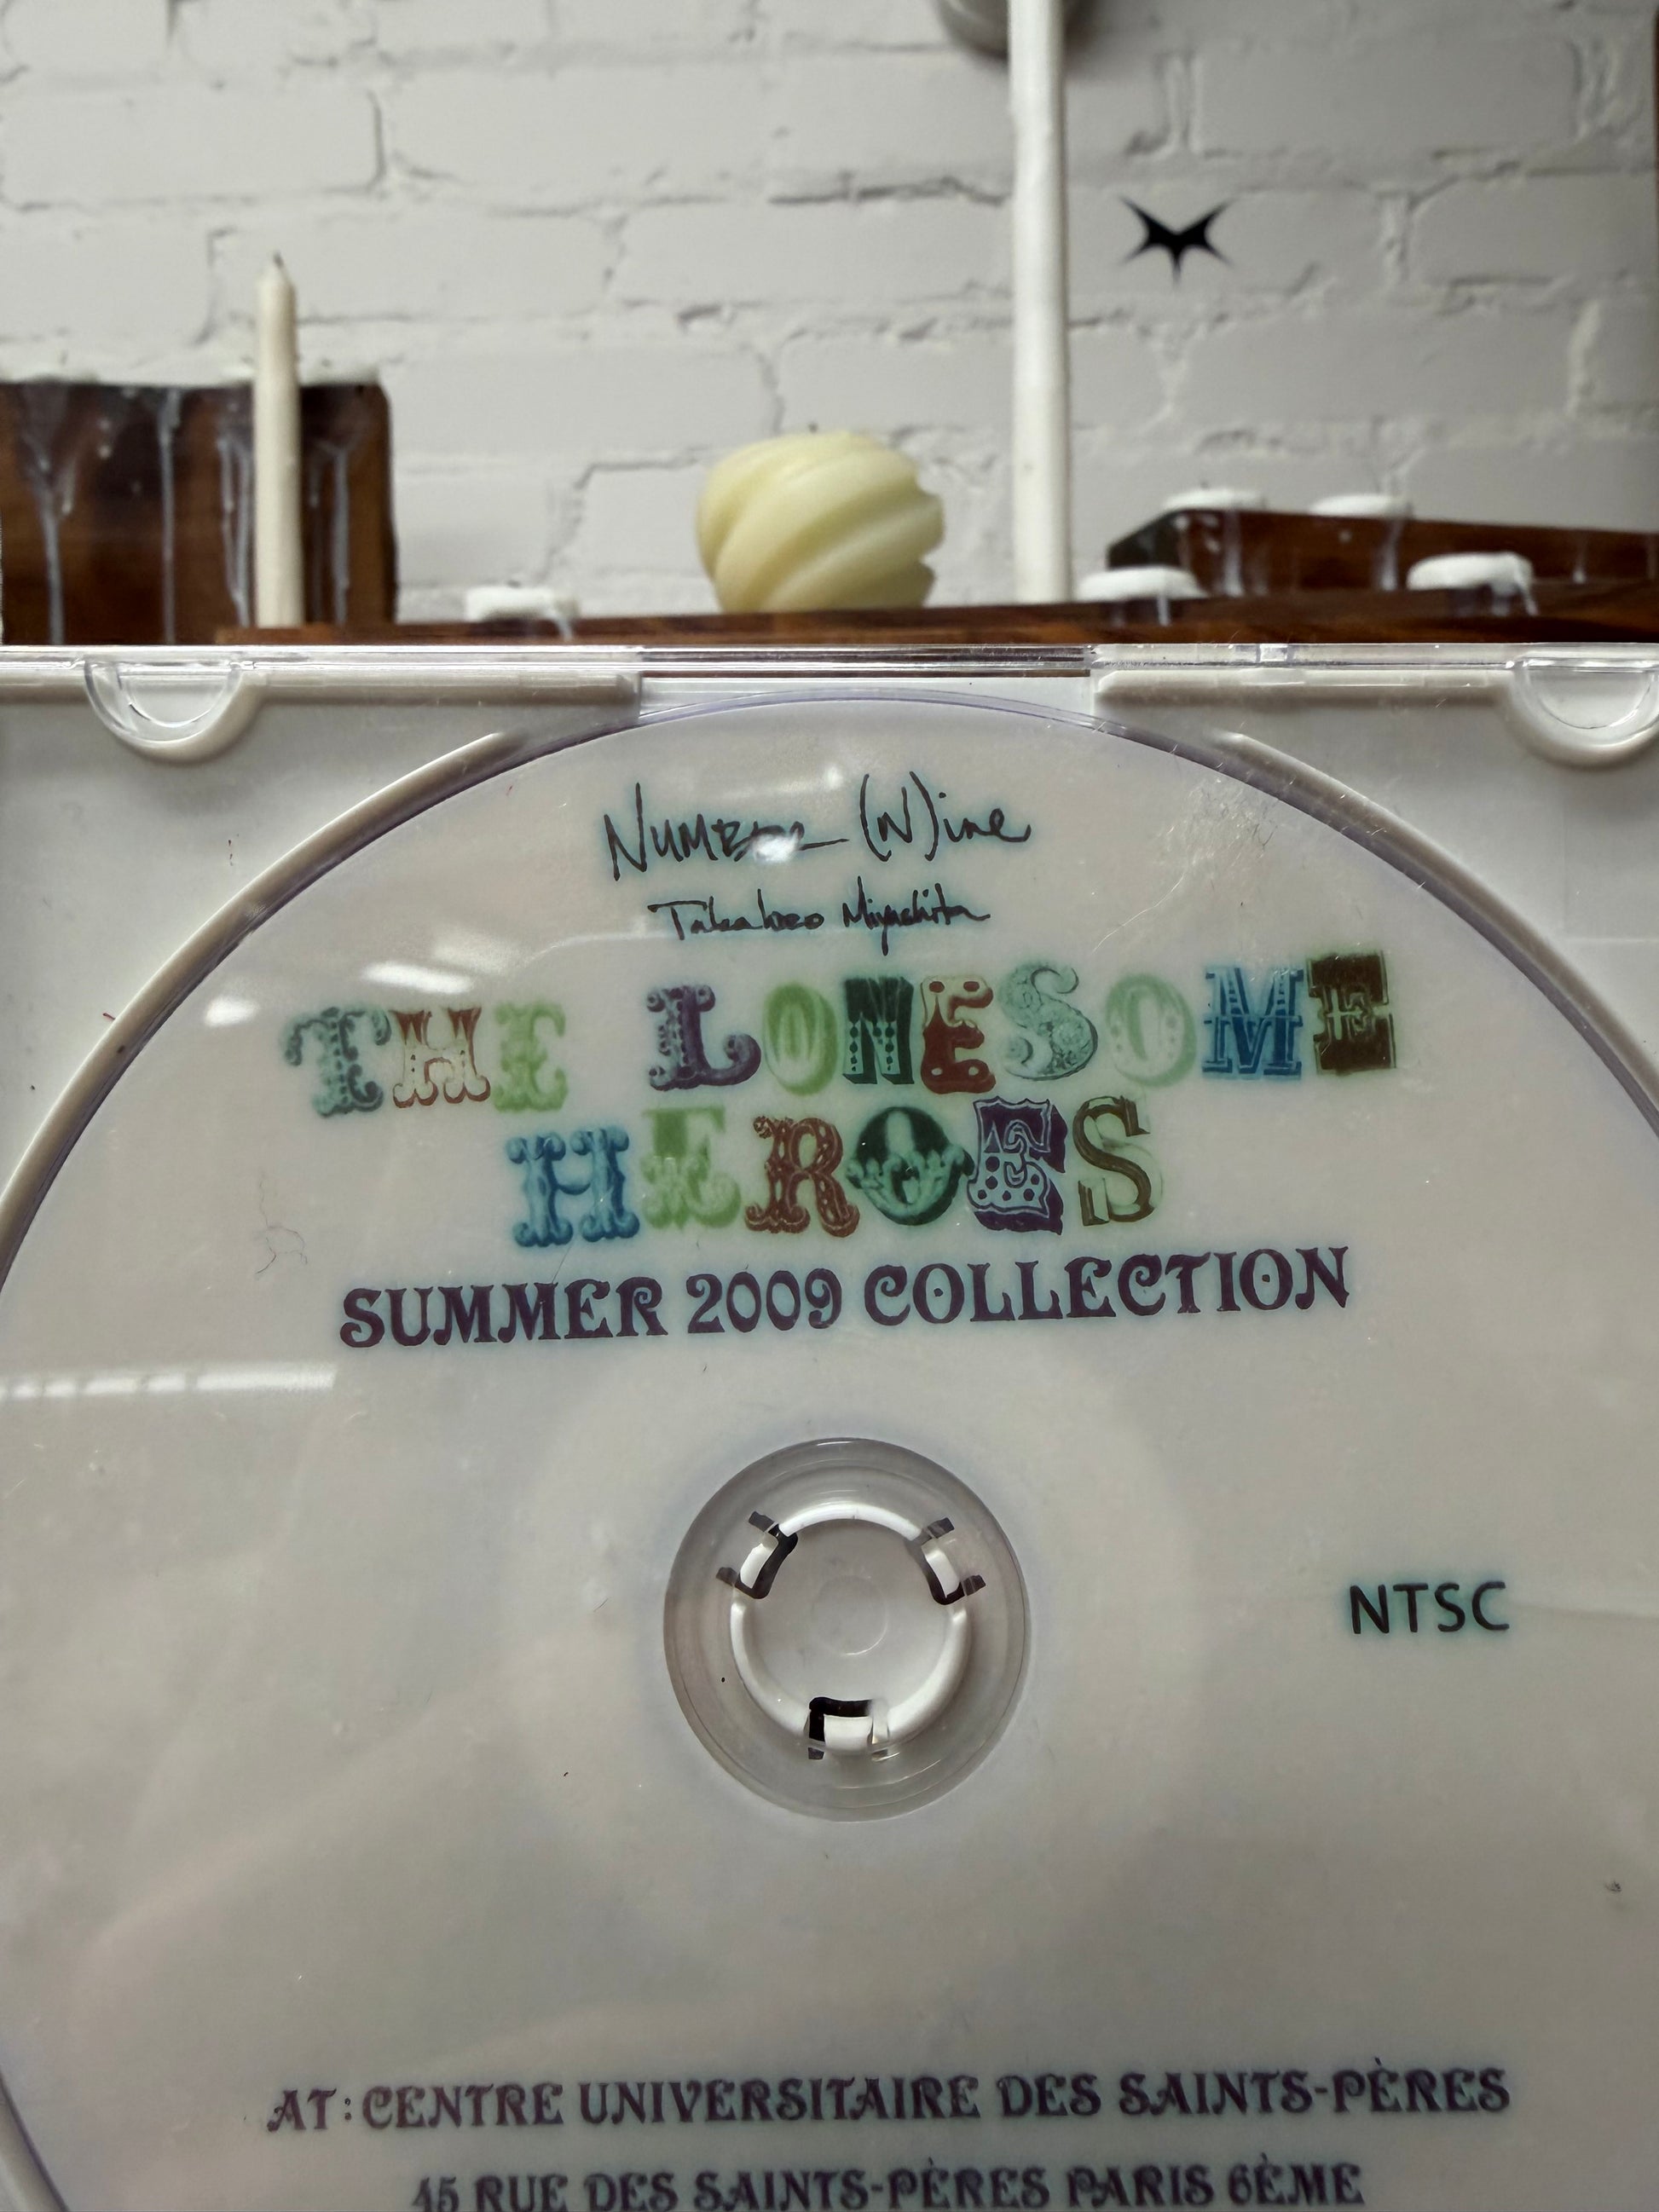 NUMBER (N)ine
Takahiro Miyashita
THE LONESOME
HEROES
SUMMER 2009 COLLECTION
NTSC
AT : CENTRE UNIVERSITAIRE DES SAINTS-PÈRES
45 RUE DES SAINTS-PÈRES PARIS 6ÈME